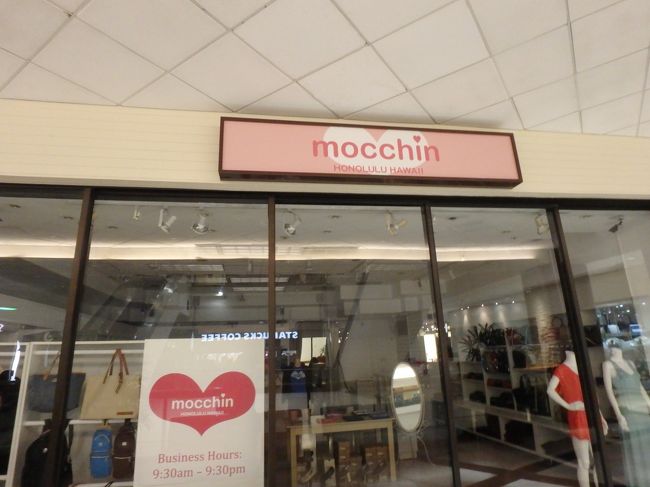 mocchin
HONOLULU HAWAII
STARBUCKS COFFEE
mocchin
HONOLULU HAWAII
Business Hours:
9:30am – 9:30pm